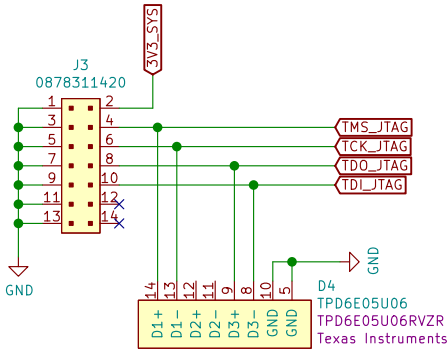 3V3_SYS
J3
0878311420
1 2
3 4 TMS_JTAG
5 6 TCK_JTAG
7 8 TDO_JTAG
9 10 TDI_JTAG
11 12
13 14
GND
GND
14 13 12 11 9 8 10 5
D1+ D1- D2+ D2- D3+ D3- GND GND
D4
TPD6E05U06
TPD6E05U06RVZR
Texas Instruments